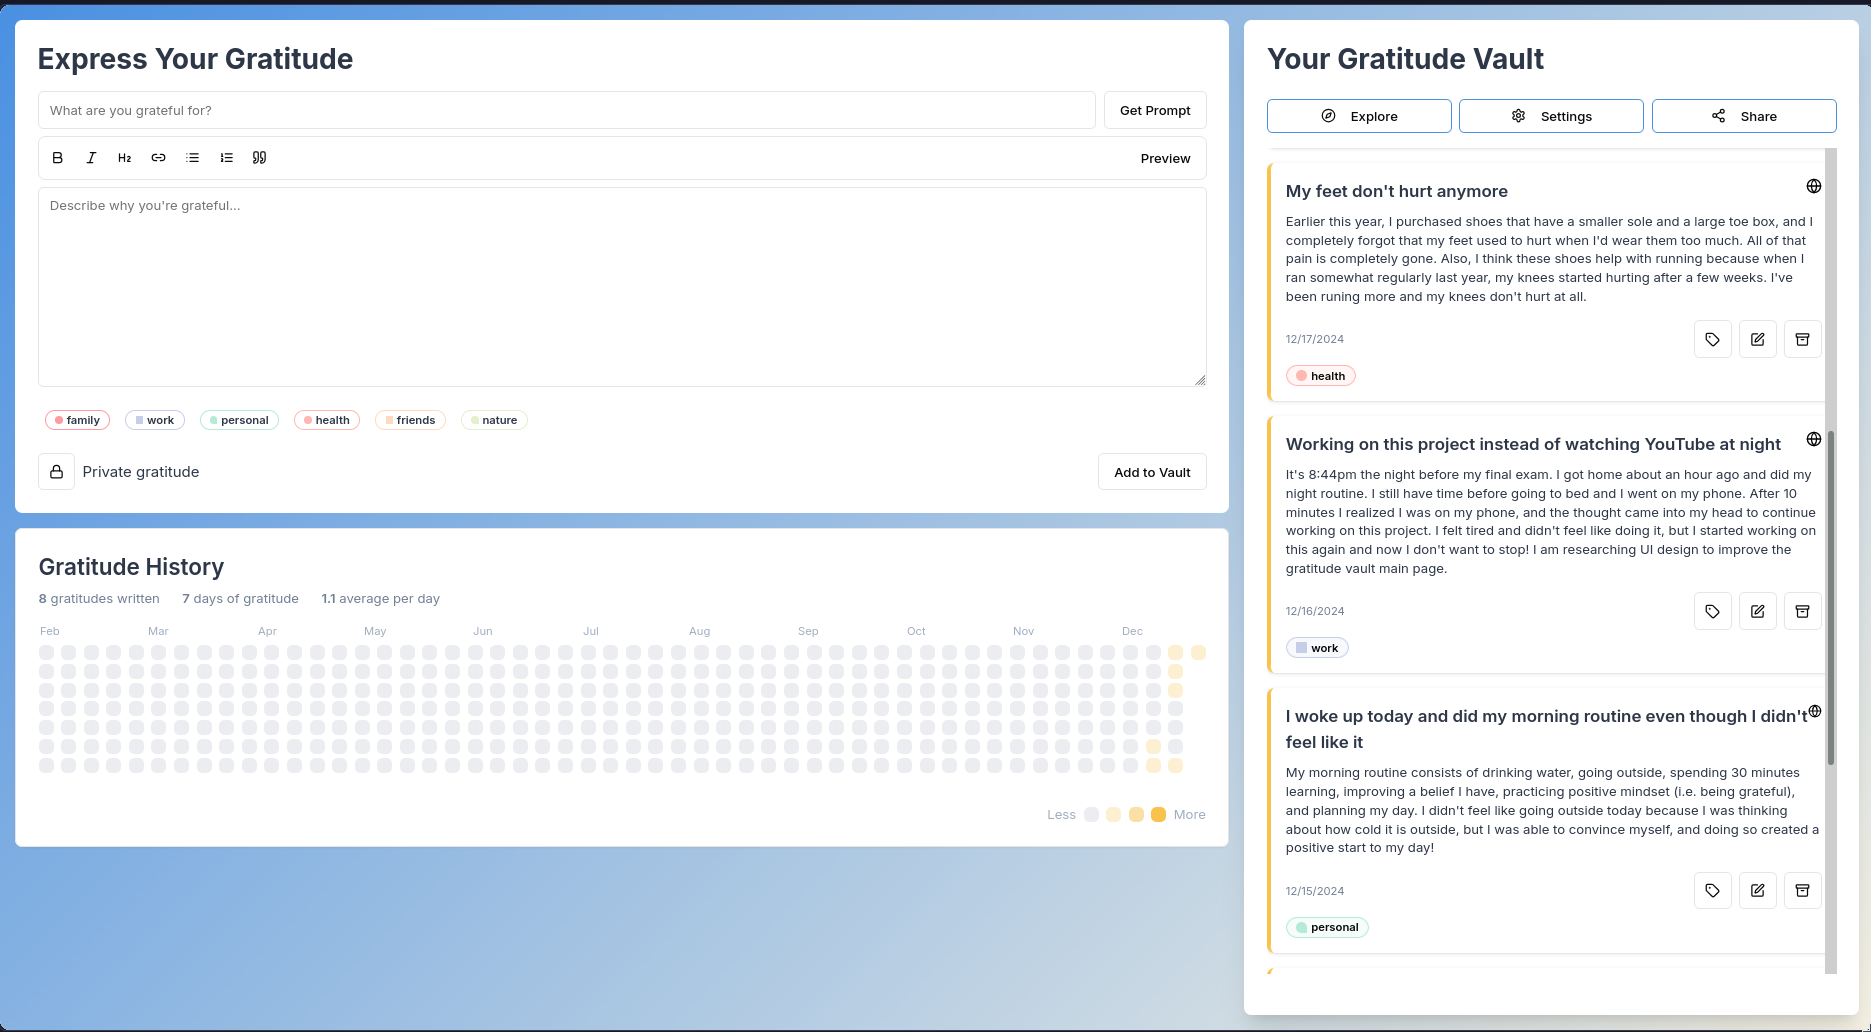 Express Your Gratitude
What are you grateful for?
Get Prompt
B I H₂
Preview
Describe why you're grateful...
family work personal health friends nature
Private gratitude
Add to Vault
Gratitude History
8 gratitudes written 7 days of gratitude 1.1 average per day
Feb Mar Apr May Jun Jul Aug Sep Oct Nov Dec
Less More
Your Gratitude Vault
Explore Settings Share
My feet don't hurt anymore
Earlier this year, I purchased shoes that have a smaller sole and a large toe box, and I
completely forgot that my feet used to hurt when I'd wear them too much. All of that
pain is completely gone. Also, I think these shoes help with running because when I
ran somewhat regularly last year, my knees started hurting after a few weeks. I've
been runing more and my knees don't hurt at all.
12/17/2024
health
Working on this project instead of watching YouTube at night
It's 8:44pm the night before my final exam. I got home about an hour ago and did my
night routine. I still have time before going to bed and I went on my phone. After 10
minutes I realized I was on my phone, and the thought came into my head to continue
working on this project. I felt tired and didn't feel like doing it, but I started working on
this again and now I don't want to stop! I am researching UI design to improve the
gratitude vault main page.
12/16/2024
work
I woke up today and did my morning routine even though I didn't
feel like it
My morning routine consists of drinking water, going outside, spending 30 minutes
learning, improving a belief I have, practicing positive mindset (i.e. being grateful),
and planning my day. I didn't feel like going outside today because I was thinking
about how cold it is outside, but I was able to convince myself, and doing so created a
positive start to my day!
12/15/2024
personal